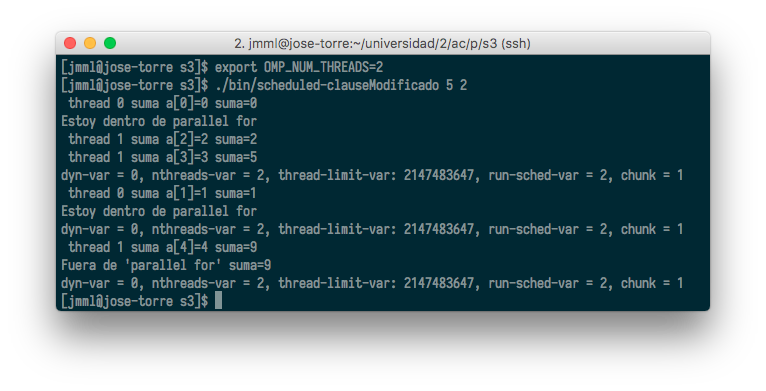 2. jmml@jose-torre:~/universidad/2/ac/p/s3 (ssh)
[jmml@jose-torre s3]$ export OMP_NUM_THREADS=2
[jmml@jose-torre s3]$ ./bin/scheduled-clauseModificado 5 2
 thread 0 suma a[0]=0 suma=0
Estoy dentro de parallel for
 thread 1 suma a[2]=2 suma=2
 thread 1 suma a[3]=3 suma=5
dyn-var = 0, nthreads-var = 2, thread-limit-var: 2147483647, run-sched-var = 2, chunk = 1
 thread 0 suma a[1]=1 suma=1
Estoy dentro de parallel for
dyn-var = 0, nthreads-var = 2, thread-limit-var: 2147483647, run-sched-var = 2, chunk = 1
 thread 1 suma a[4]=4 suma=9
Fuera de 'parallel for' suma=9
dyn-var = 0, nthreads-var = 2, thread-limit-var: 2147483647, run-sched-var = 2, chunk = 1
[jmml@jose-torre s3]$